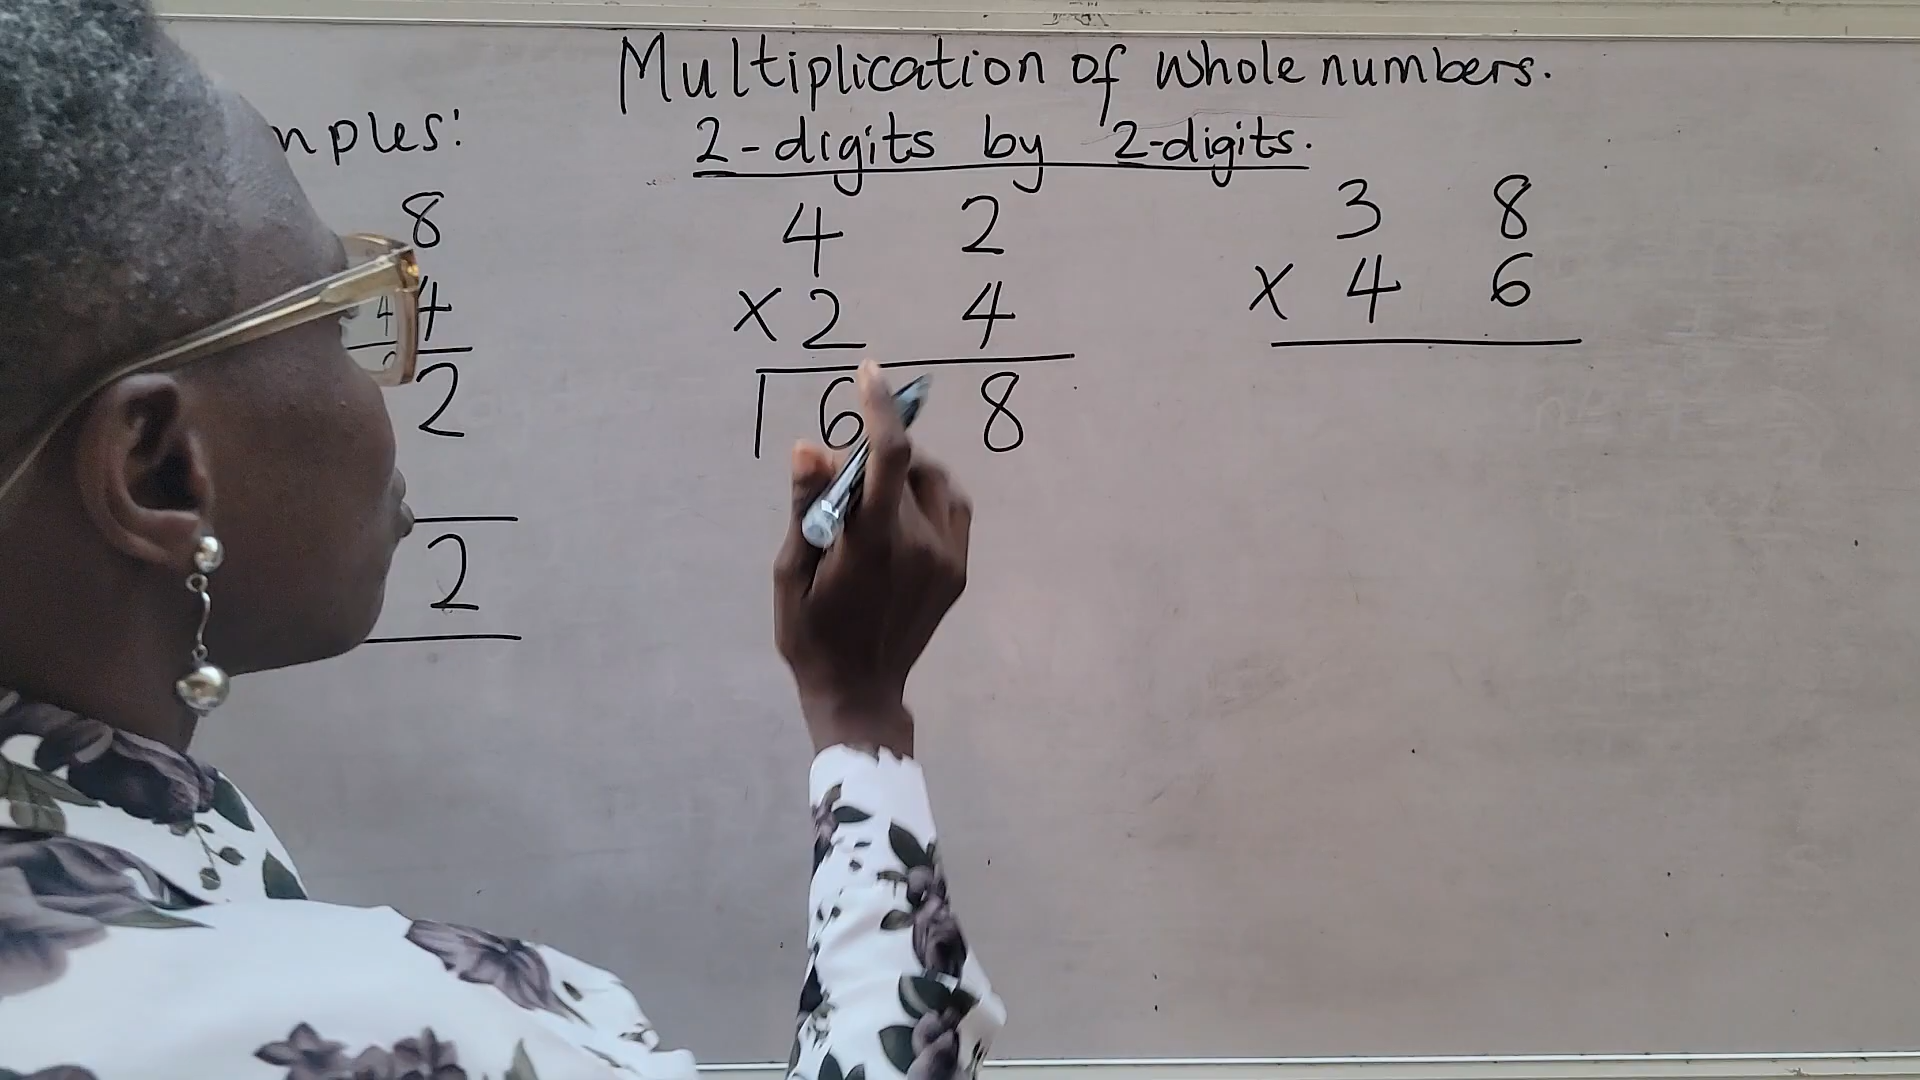 Multiplication of whole numbers.
mples:
2-digits by 2-digits.
8
4
2
2
4 2
× 2 4
1 6 8
3 8
× 4 6